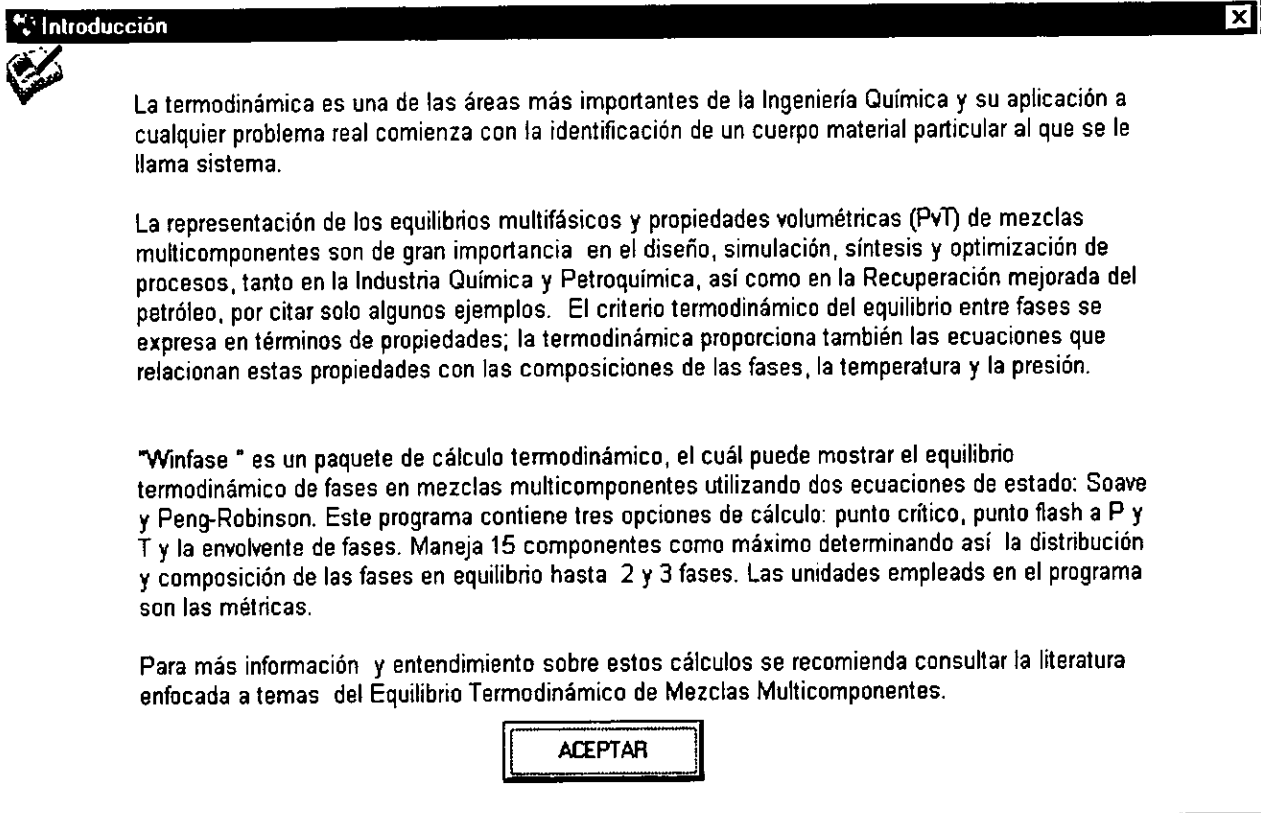 Introducción
La termodinámica es una de las áreas más importantes de la Ingeniería Química y su aplicación a
cualquier problema real comienza con la identificación de un cuerpo material particular al que se le
llama sistema.
La representación de los equilibrios multifásicos y propiedades volumétricas (PvT) de mezclas
multicomponentes son de gran importancia en el diseño, simulación, síntesis y optimización de
procesos, tanto en la Industria Química y Petroquímica, así como en la Recuperación mejorada del
petróleo, por citar solo algunos ejemplos. El criterio termodinámico del equilibrio entre fases se
expresa en términos de propiedades; la termodinámica proporciona también las ecuaciones que
relacionan estas propiedades con las composiciones de las fases, la temperatura y la presión.
"Winfase " es un paquete de cálculo termodinámico, el cuál puede mostrar el equilibrio
termodinámico de fases en mezclas multicomponentes utilizando dos ecuaciones de estado: Soave
y Peng-Robinson. Este programa contiene tres opciones de cálculo: punto crítico, punto flash a P y
T y la envolvente de fases. Maneja 15 componentes como máximo determinando así la distribución
y composición de las fases en equilibrio hasta 2 y 3 fases. Las unidades empleads en el programa
son las métricas.
Para más información y entendimiento sobre estos cálculos se recomienda consultar la literatura
enfocada a temas del Equilibrio Termodinámico de Mezclas Multicomponentes.
ACEPTAR